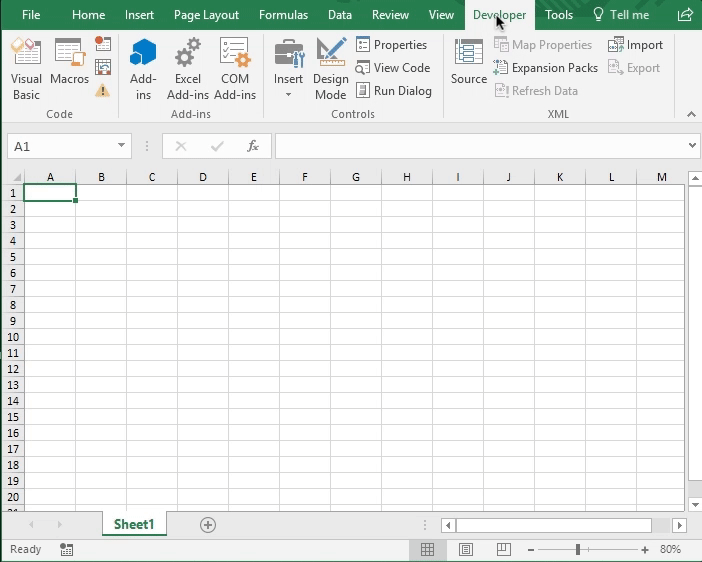 File Home Insert Page Layout Formulas Data Review View Developer Tools Tell me
Visual Basic
Macros
Code
Add-ins
Excel Add-ins
COM Add-ins
Add-ins
Insert
Design Mode
Properties
View Code
Run Dialog
Controls
Source
Map Properties
Expansion Packs
Refresh Data
Import
Export
XML
A1 fx
A B C D E F G H I J K L M
1
2
3
4
5
6
7
8
9
10
11
12
13
14
15
16
17
18
19
20
Sheet1
Ready 80%